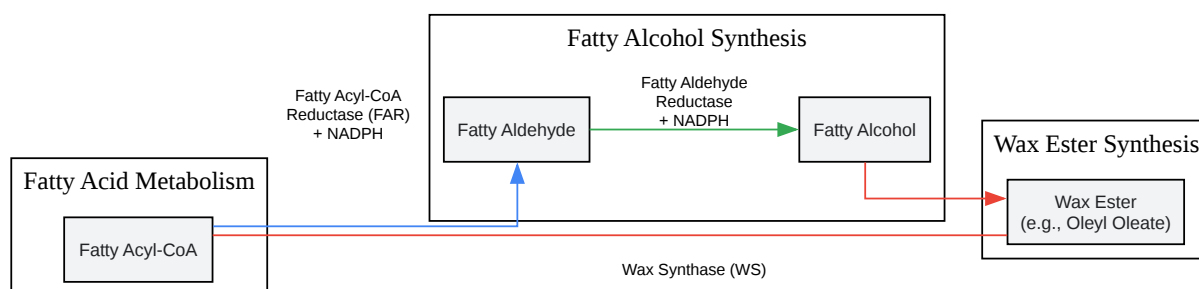 Fatty Alcohol Synthesis
Fatty Acyl-CoA
Reductase (FAR)
+ NADPH
Fatty Aldehyde
Reductase
+ NADPH
Fatty Aldehyde
Fatty Alcohol
Wax Ester Synthesis
Fatty Acid Metabolism
Wax Ester
(e.g., Oleyl Oleate)
Fatty Acyl-CoA
Wax Synthase (WS)